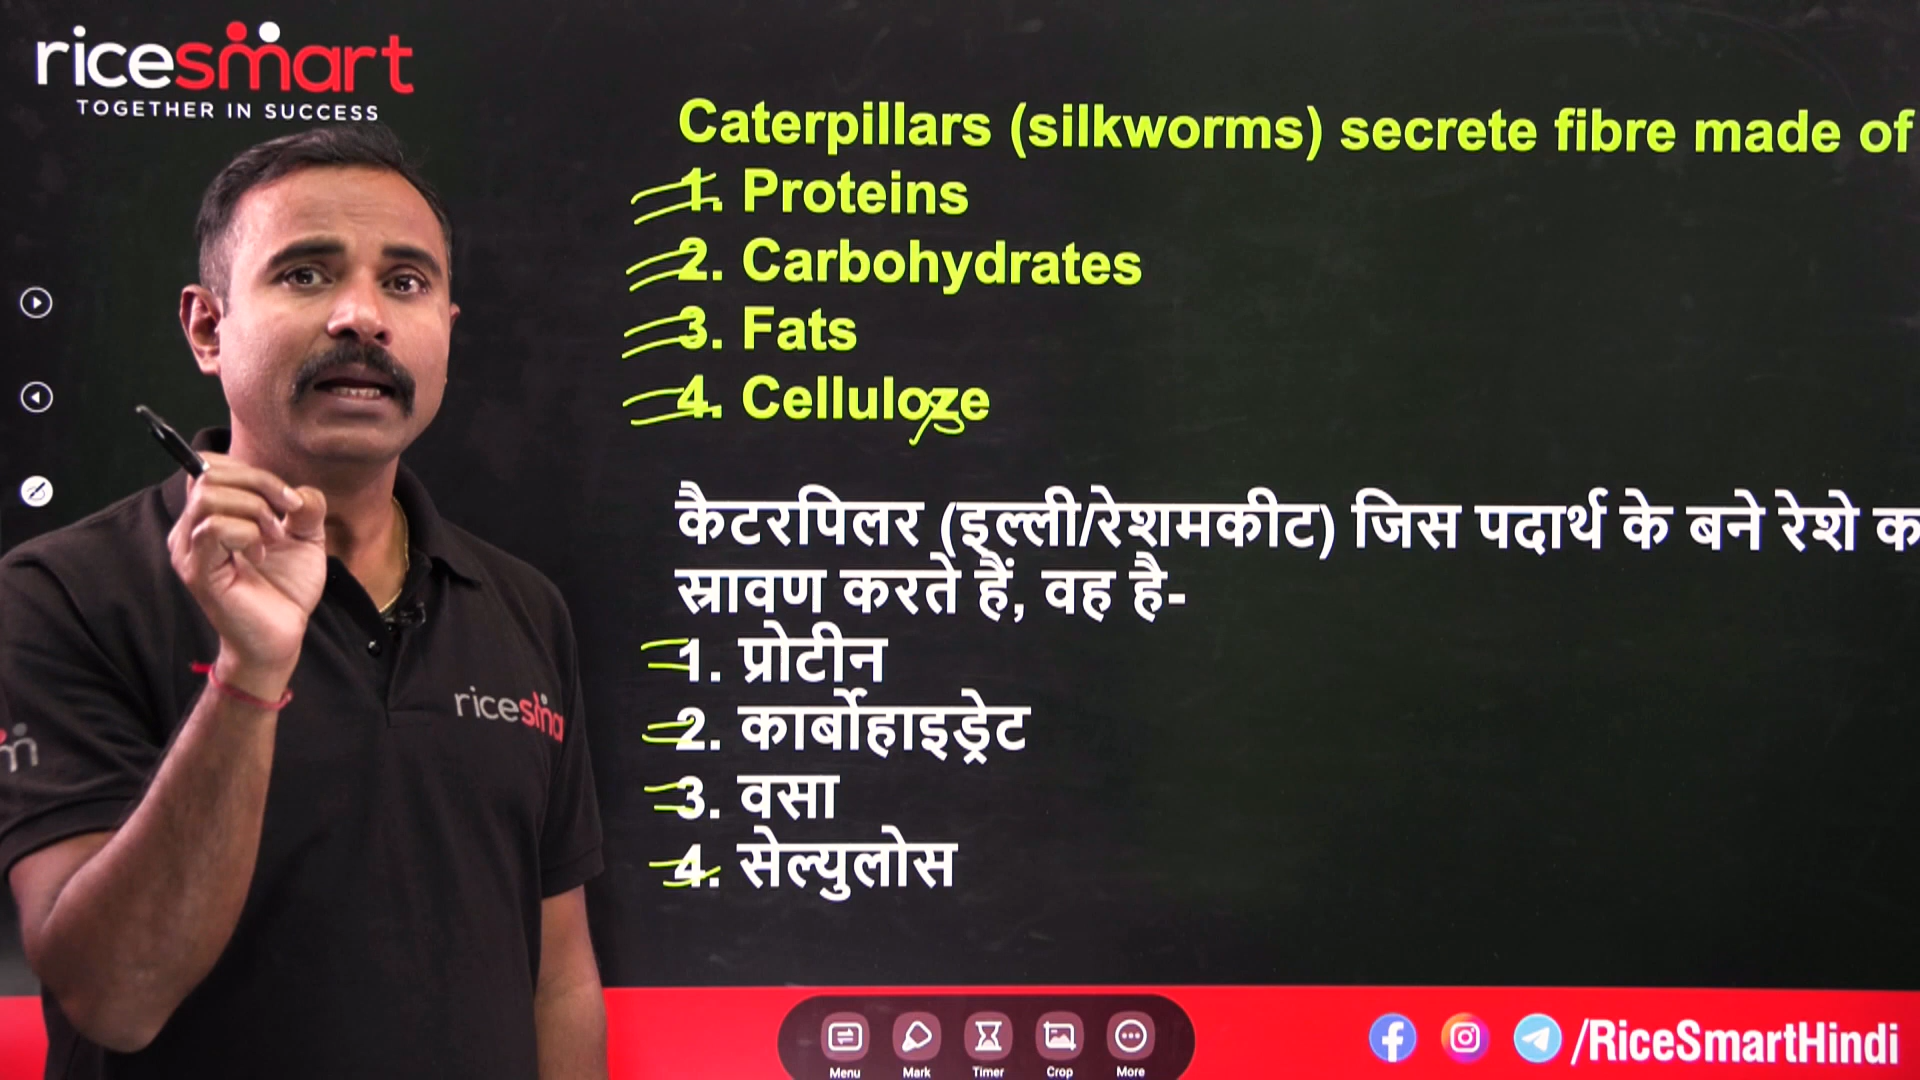 ricesmart
TOGETHER IN SUCCESS
Caterpillars (silkworms) secrete fibre made of
1. Proteins
2. Carbohydrates
3. Fats
4. Celluloze
s
कैटरपिलर (इल्ली/रेशमकीट) जिस पदार्थ के बने रेशे क
स्रावण करते हैं, वह है-
1. प्रोटीन
2. कार्बोहाइड्रेट
3. वसा
4. सेल्युलोस
ricesma
m
Menu Mark Timer Crop More
/RiceSmartHindi